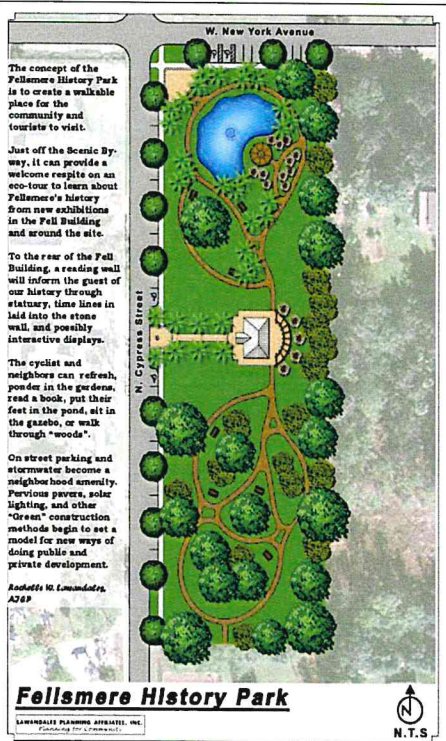 W. New York Avenue
The concept of the
Fellsmere History Park
is to create a walkable
place for the
community and
tourists to visit.
Just off the Scenic By-
way, it can provide a
welcome respite on an
eco-tour to learn about
Fellsmere's history
from new exhibitions
in the Fell Building
and around the site.
To the rear of the Fell
Building, a reading wall
will inform the guest of
our history through
statuary, time lines in
laid into the stone
wall, and possibly
interactive displays.
The cyclist and
neighbors can refresh,
ponder in the gardens,
read a book, put their
feet in the pond, sit in
the gazebo, or walk
through "woods".
On street parking and
stormwater become a
neighborhood amenity.
Pervious pavers, solar
lighting, and other
"Green" construction
methods begin to set a
model for new ways of
doing public and
private development.
Rochelle W. Lawandales,
AICP
N. Cypress Street
Fellsmere History Park
LAWANDALES PLANNING AFFILIATES, INC.
Planning for Community
N
N.T.S